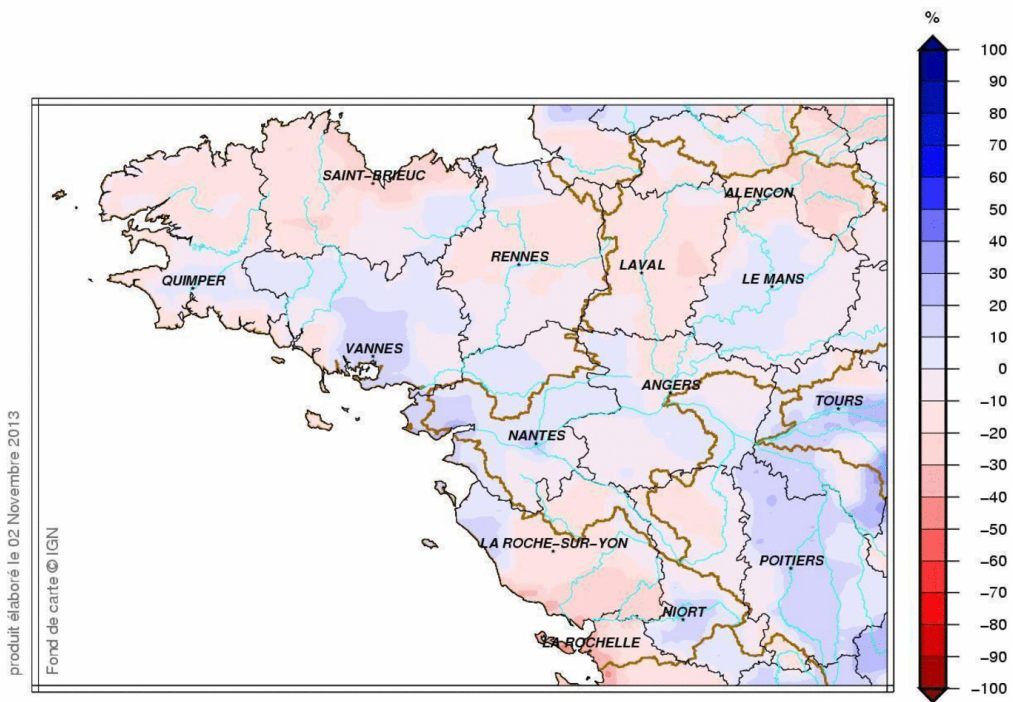 %
100
90
80
70
60
50
40
30
20
10
0
−10
−20
−30
−40
−50
−60
−70
−80
−90
−100
SAINT−BRIEUC
ALENCON
RENNES
LAVAL
LE MANS
QUIMPER
VANNES
ANGERS
TOURS
NANTES
LA ROCHE−SUR−YON
POITIERS
NIORT
LA ROCHELLE
produit élaboré le 02 Novembre 2013
Fond de carte © IGN